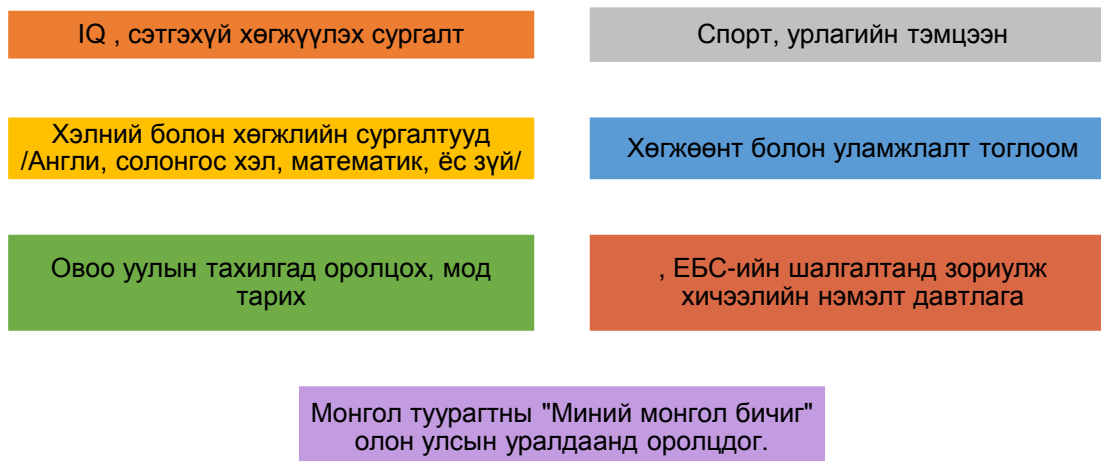 IQ , сэтгэхүй хөгжүүлэх сургалт
Спорт, урлагийн тэмцээн
Хэлний болон хөгжлийн сургалтууд
/Англи, солонгос хэл, математик, ёс зүй/
Хөгжөөнт болон уламжлалт тоглоом
Овоо уулын тахилгад оролцох, мод
тарих
, ЕБС-ийн шалгалтанд зориулж
хичээлийн нэмэлт давтлага
Монгол туурагтны "Миний монгол бичиг"
олон улсын уралдаанд оролцдог.